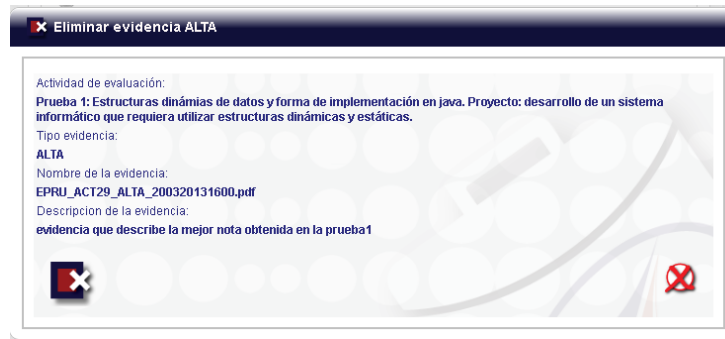 Eliminar evidencia ALTA
Actividad de evaluación:
Prueba 1: Estructuras dinámias de datos y forma de implementación en java. Proyecto: desarrollo de un sistema
informático que requiera utilizar estructuras dinámicas y estáticas.
Tipo evidencia:
ALTA
Nombre de la evidencia:
EPRU_ACT29_ALTA_200320131600.pdf
Descripcion de la evidencia:
evidencia que describe la mejor nota obtenida en la prueba1